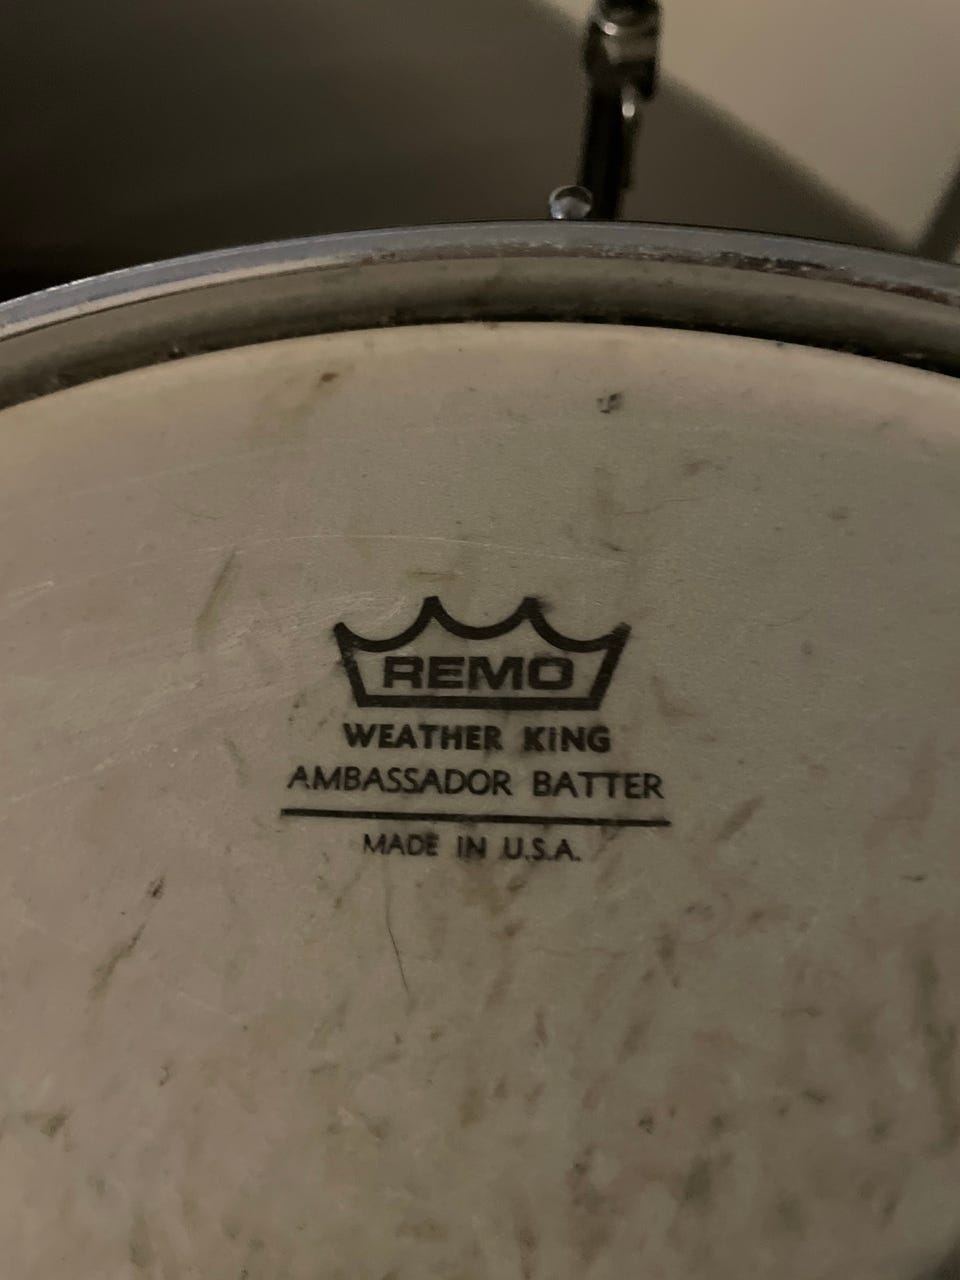 REMO
WEATHER KING
AMBASSADOR BATTER
MADE IN U.S.A.